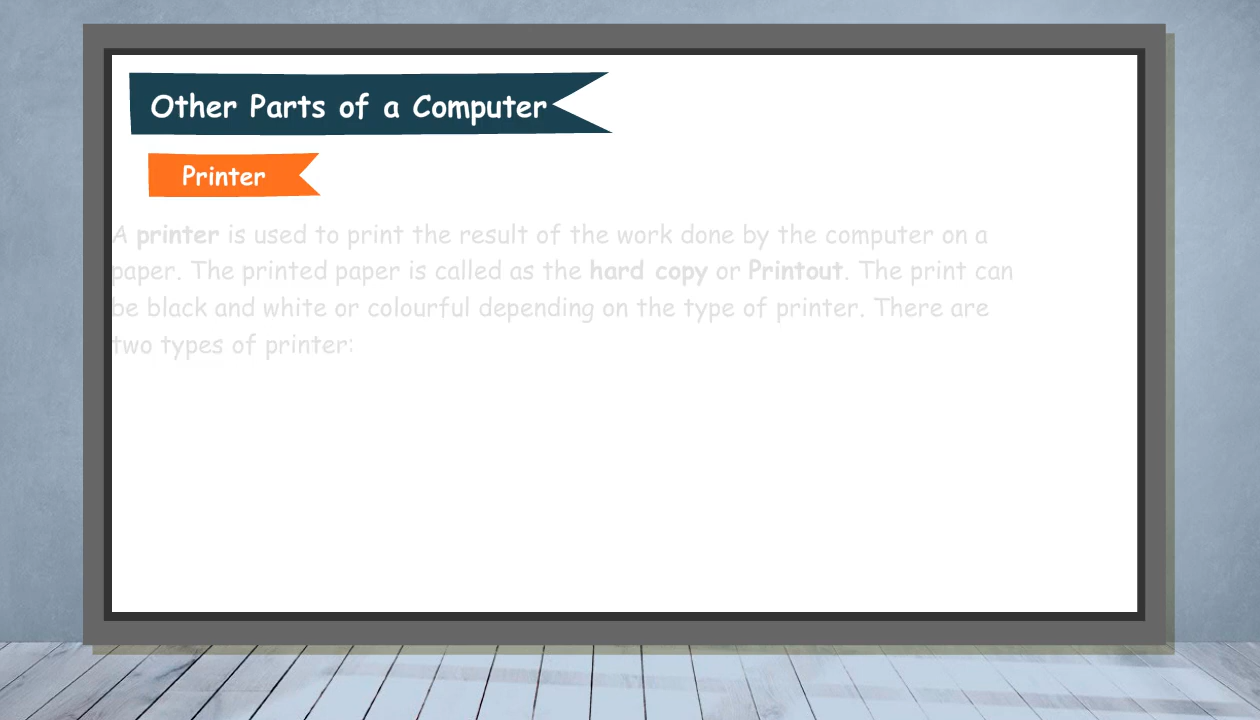 Other Parts of a Computer
Printer
A printer is used to print the result of the work done by the computer on a
paper. The printed paper is called as the hard copy or Printout. The print can
be black and white or colourful depending on the type of printer. There are
two types of printer: